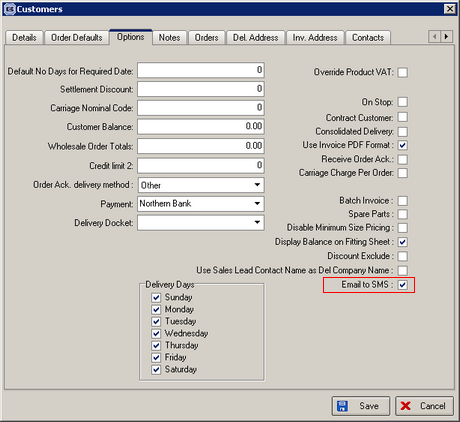 Customers
Details Order Defaults Options Notes Orders Del. Address Inv. Address Contacts
Default No Days for Required Date: 0
Settlement Discount: 0
Carriage Nominal Code: 0
Customer Balance: 0.00
Wholesale Order Totals: 0.00
Credit limit 2: 0
Order Ack. delivery method : Other
Payment: Northern Bank
Delivery Docket:
Override Product VAT:
On Stop:
Contract Customer:
Consolidated Delivery:
Use Invoice PDF Format :
Receive Order Ack.:
Carriage Charge Per Order:
Batch Invoice :
Spare Parts :
Disable Minimum Size Pricing :
Display Balance on Fitting Sheet :
Discount Exclude :
Use Sales Lead Contact Name as Del Company Name :
Email to SMS :
Delivery Days
Sunday
Monday
Tuesday
Wednesday
Thursday
Friday
Saturday
Save Cancel